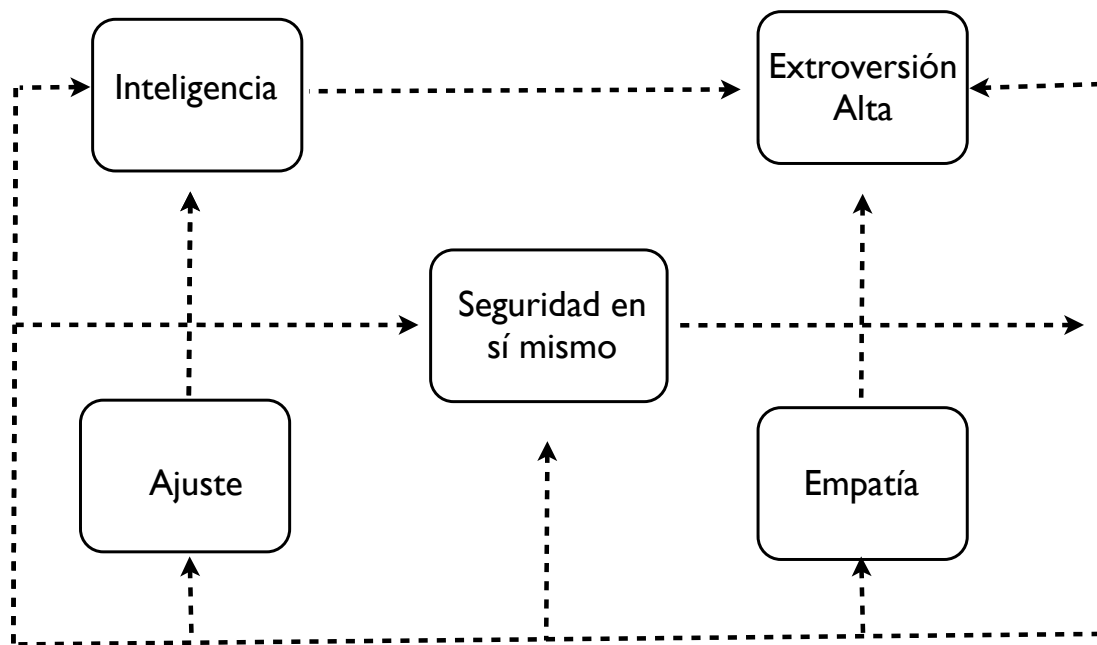 Inteligencia
Extroversión
Alta
Seguridad en
sí mismo
Ajuste
Empatía